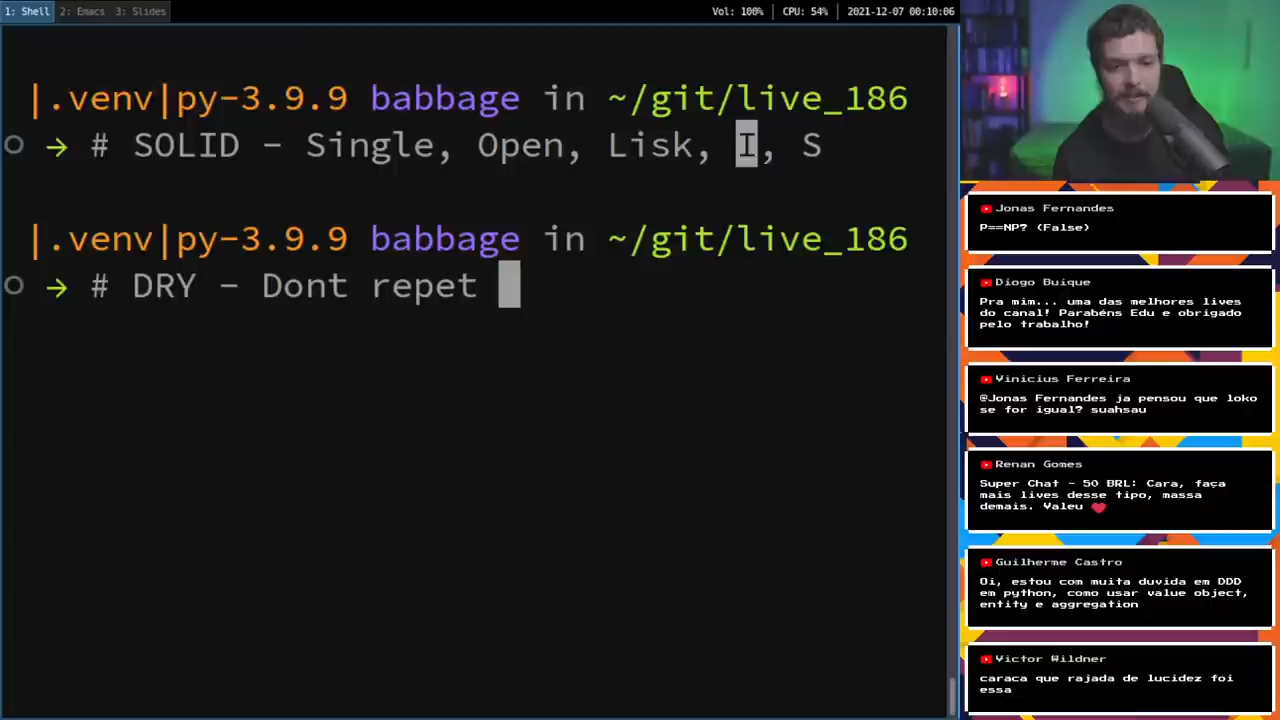 1: Shell 2: Emacs 3: Slides
Vol: 100% | CPU: 54% | 2021-12-07 00:10:06
|.venv|py-3.9.9 babbage in ~/git/live_186
→ # SOLID - Single, Open, Lisk, I, S
|.venv|py-3.9.9 babbage in ~/git/live_186
→ # DRY - Dont repet
Jonas Fernandes
P==NP? (False)
Diogo Buique
Pra mim... uma das melhores lives
do canal! Parabéns Edu e obrigado
pelo trabalho!
Vinicius Ferreira
@Jonas Fernandes ja pensou que loko
se for igual? suahsau
Renan Gomes
Super Chat - 50 BRL: Cara, faça
mais lives desse tipo, massa
demais. Valeu ❤
Guilherme Castro
Oi, estou com muita duvida em DDD
em python, como usar value object,
entity e aggregation
Victor Wildner
caraca que rajada de lucidez foi
essa